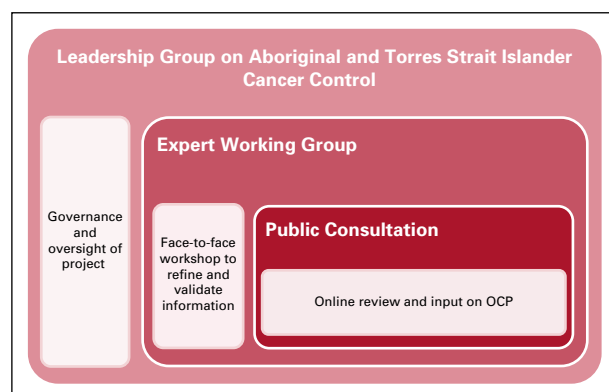 Leadership Group on Aboriginal and Torres Strait Islander
Cancer Control
Governance
and
oversight of
project
Expert Working Group
Face-to-face
workshop to
refine and
validate
information
Public Consultation
Online review and input on OCP